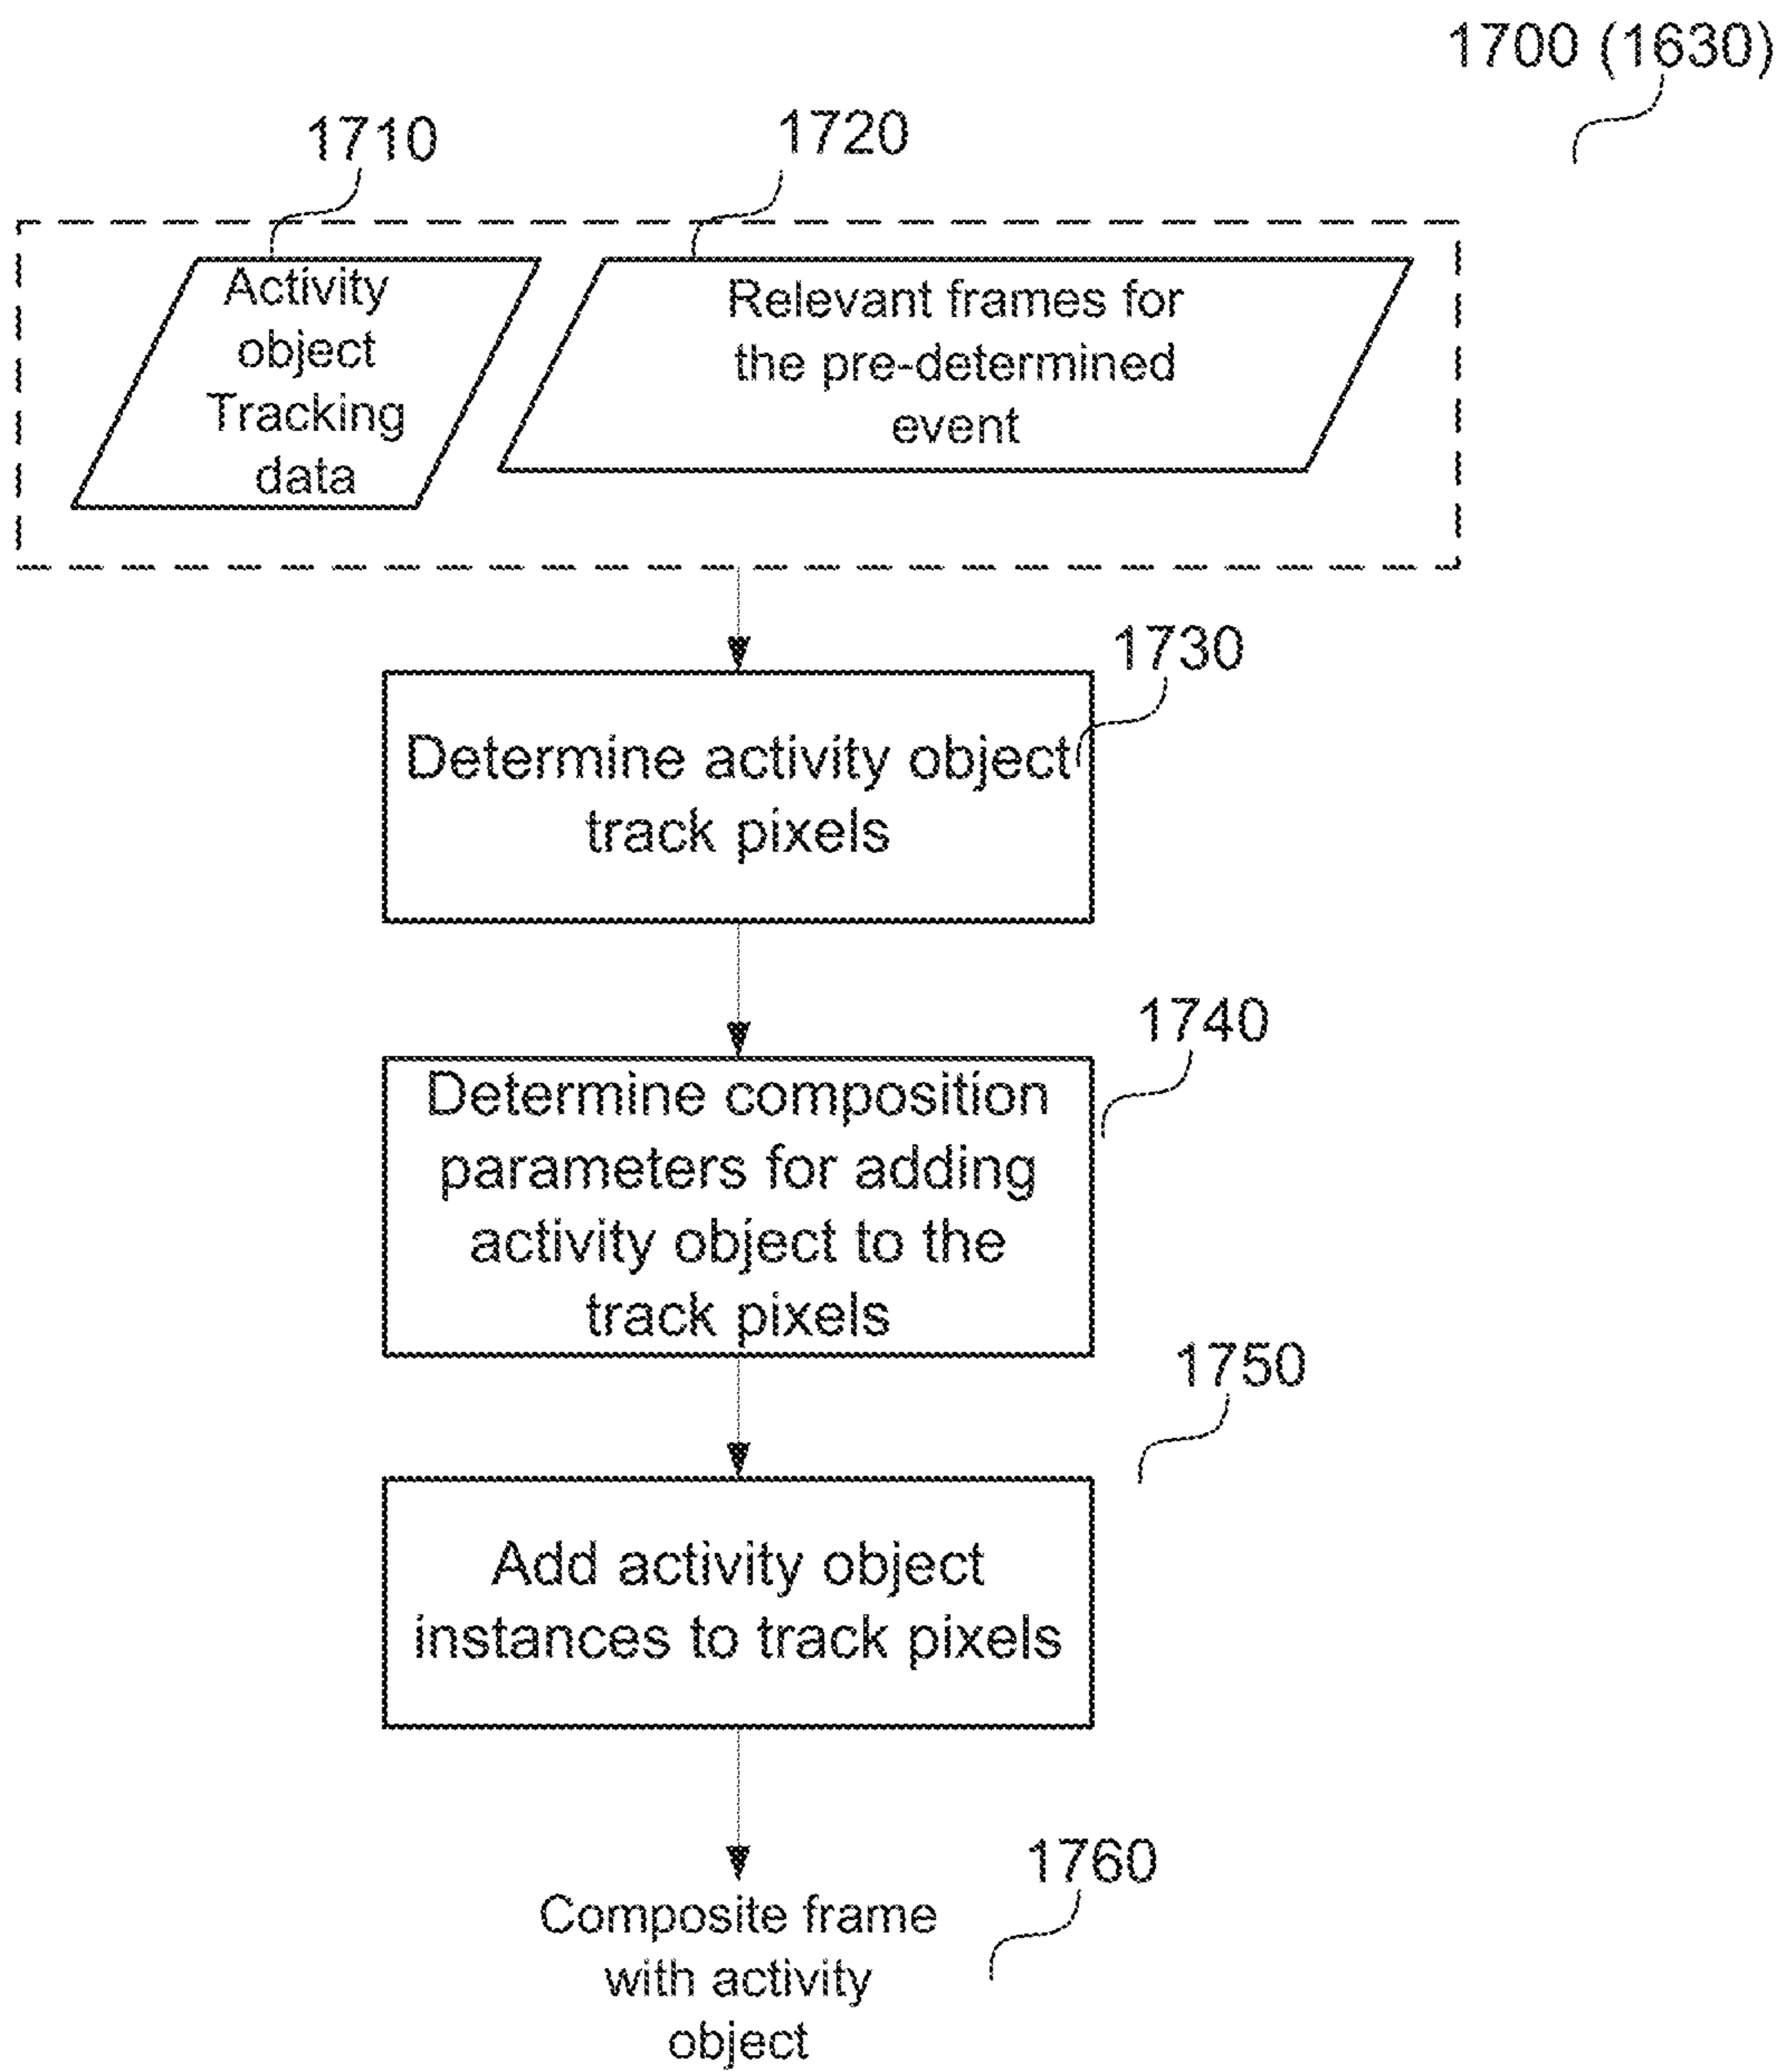 1700 (1630)
1710
1720
Activity
object
Tracking
data
Relevant frames for
the pre-determined
event
1730
Determine activity object
track pixels
1740
Determine composition
parameters for adding
activity object to the
track pixels
1750
Add activity object
instances to track pixels
1760
Composite frame
with activity
object